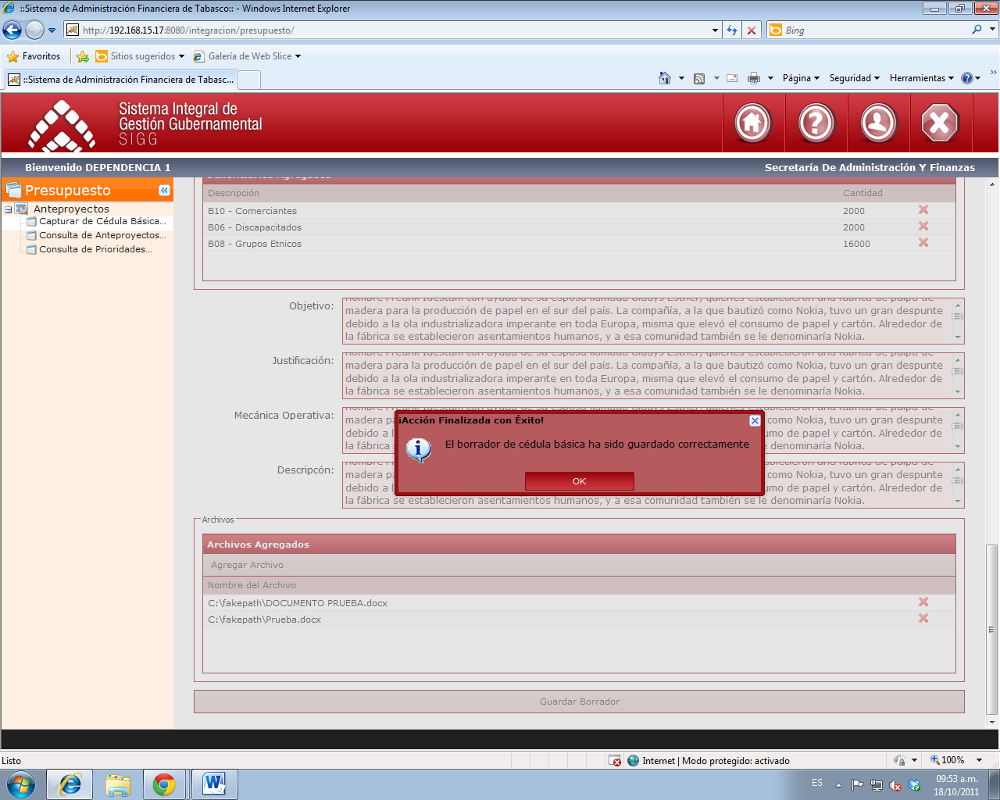 ::Sistema de Administración Financiera de Tabasco:: - Windows Internet Explorer
http://192.168.15.17:8080/integracion/presupuesto/
Bing
Favoritos
Sitios sugeridos
Galería de Web Slice
::Sistema de Administración Financiera de Tabasc...
Página
Seguridad
Herramientas
Sistema Integral de
Gestión Gubernamental
SIGG
Bienvenido DEPENDENCIA 1
Secretaría De Administración Y Finanzas
Presupuesto
Anteproyectos
Capturar de Cédula Básica...
Consulta de Anteproyectos...
Consulta de Prioridades...
Descripción Cantidad
B10 - Comerciantes 2000
B06 - Discapacitados 2000
B08 - Grupos Etnicos 16000
Objetivo:
madera para la producción de papel en el sur del país. La compañía, a la que bautizó como Nokia, tuvo un gran despunte
debido a la ola industrializadora imperante en toda Europa, misma que elevó el consumo de papel y cartón. Alrededor de
la fábrica se establecieron asentamientos humanos, y a esa comunidad también se le denominaría Nokia.
Justificación:
madera para la producción de papel en el sur del país. La compañía, a la que bautizó como Nokia, tuvo un gran despunte
debido a la ola industrializadora imperante en toda Europa, misma que elevó el consumo de papel y cartón. Alrededor de
la fábrica se establecieron asentamientos humanos, y a esa comunidad también se le denominaría Nokia.
Mecánica Operativa:
madera pa como Nokia, tuvo un gran despunte
debido a l umo de papel y cartón. Alrededor de
la fábrica se denominaría Nokia.
¡Acción Finalizada con Éxito!
El borrador de cédula básica ha sido guardado correctamente
OK
Descripcón:
madera pa como Nokia, tuvo un gran despunte
debido a l umo de papel y cartón. Alrededor de
la fábrica se establecieron asentamientos humanos, y a esa comunidad también se le denominaría Nokia.
Archivos
Archivos Agregados
Agregar Archivo
Nombre del Archivo
C:\fakepath\DOCUMENTO PRUEBA.docx
C:\fakepath\Prueba.docx
Guardar Borrador
Listo
Internet | Modo protegido: activado
100%
ES
09:53 a.m.
18/10/2011